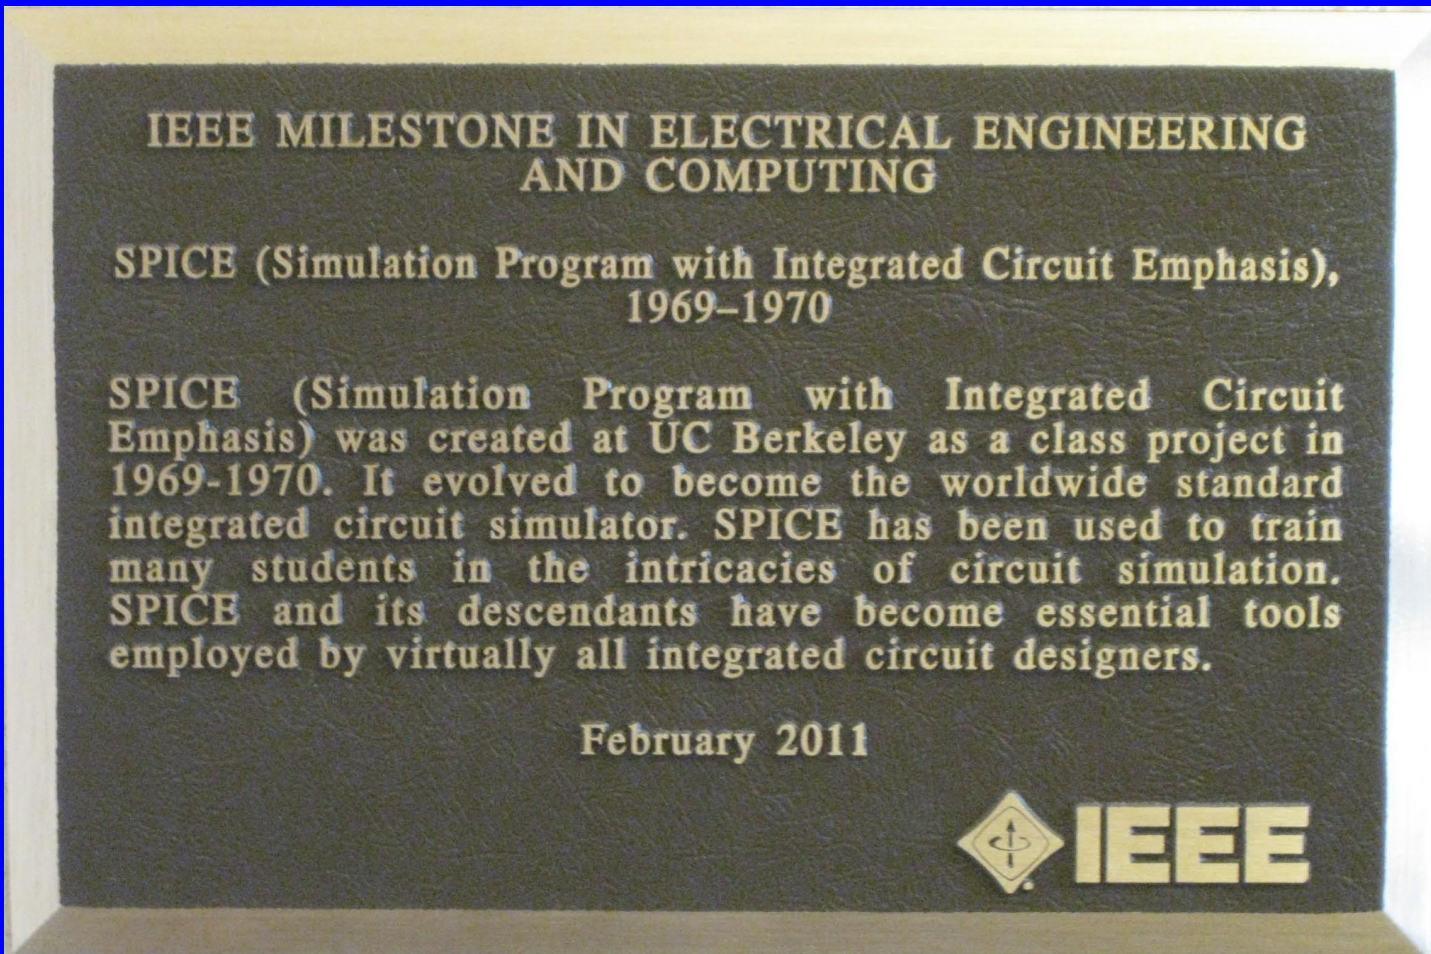 IEEE MILESTONE IN ELECTRICAL ENGINEERING
AND COMPUTING
SPICE (Simulation Program with Integrated Circuit Emphasis),
1969–1970
SPICE (Simulation Program with Integrated Circuit
Emphasis) was created at UC Berkeley as a class project in
1969-1970. It evolved to become the worldwide standard
integrated circuit simulator. SPICE has been used to train
many students in the intricacies of circuit simulation.
SPICE and its descendants have become essential tools
employed by virtually all integrated circuit designers.
February 2011
IEEE